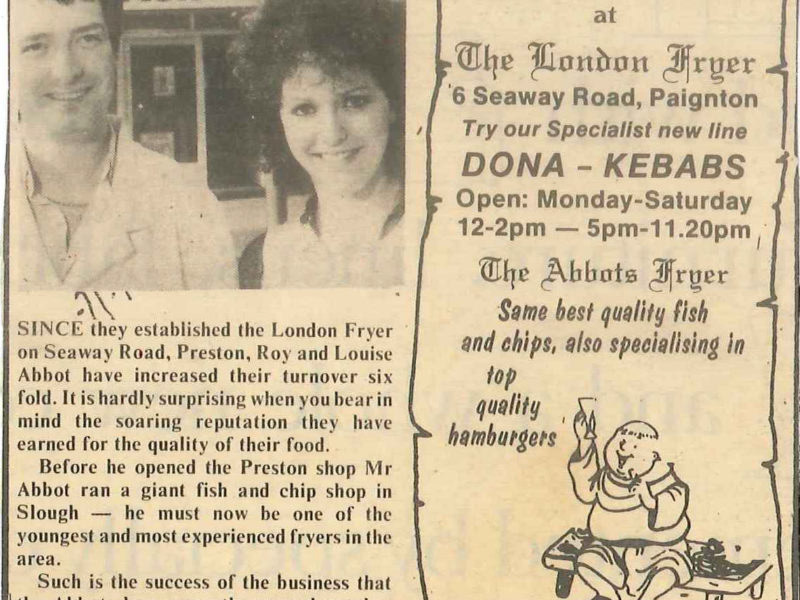 SINCE they established the London Fryer
on Seaway Road, Preston, Roy and Louise
Abbot have increased their turnover six
fold. It is hardly surprising when you bear in
mind the soaring reputation they have
earned for the quality of their food.
Before he opened the Preston shop Mr
Abbot ran a giant fish and chip shop in
Slough — he must now be one of the
youngest and most experienced fryers in the
area.
Such is the success of the business that
at
The London Fryer
6 Seaway Road, Paignton
Try our Specialist new line
DONA - KEBABS
Open: Monday-Saturday
12-2pm — 5pm-11.20pm
The Abbots Fryer
Same best quality fish
and chips, also specialising in
top
quality
hamburgers